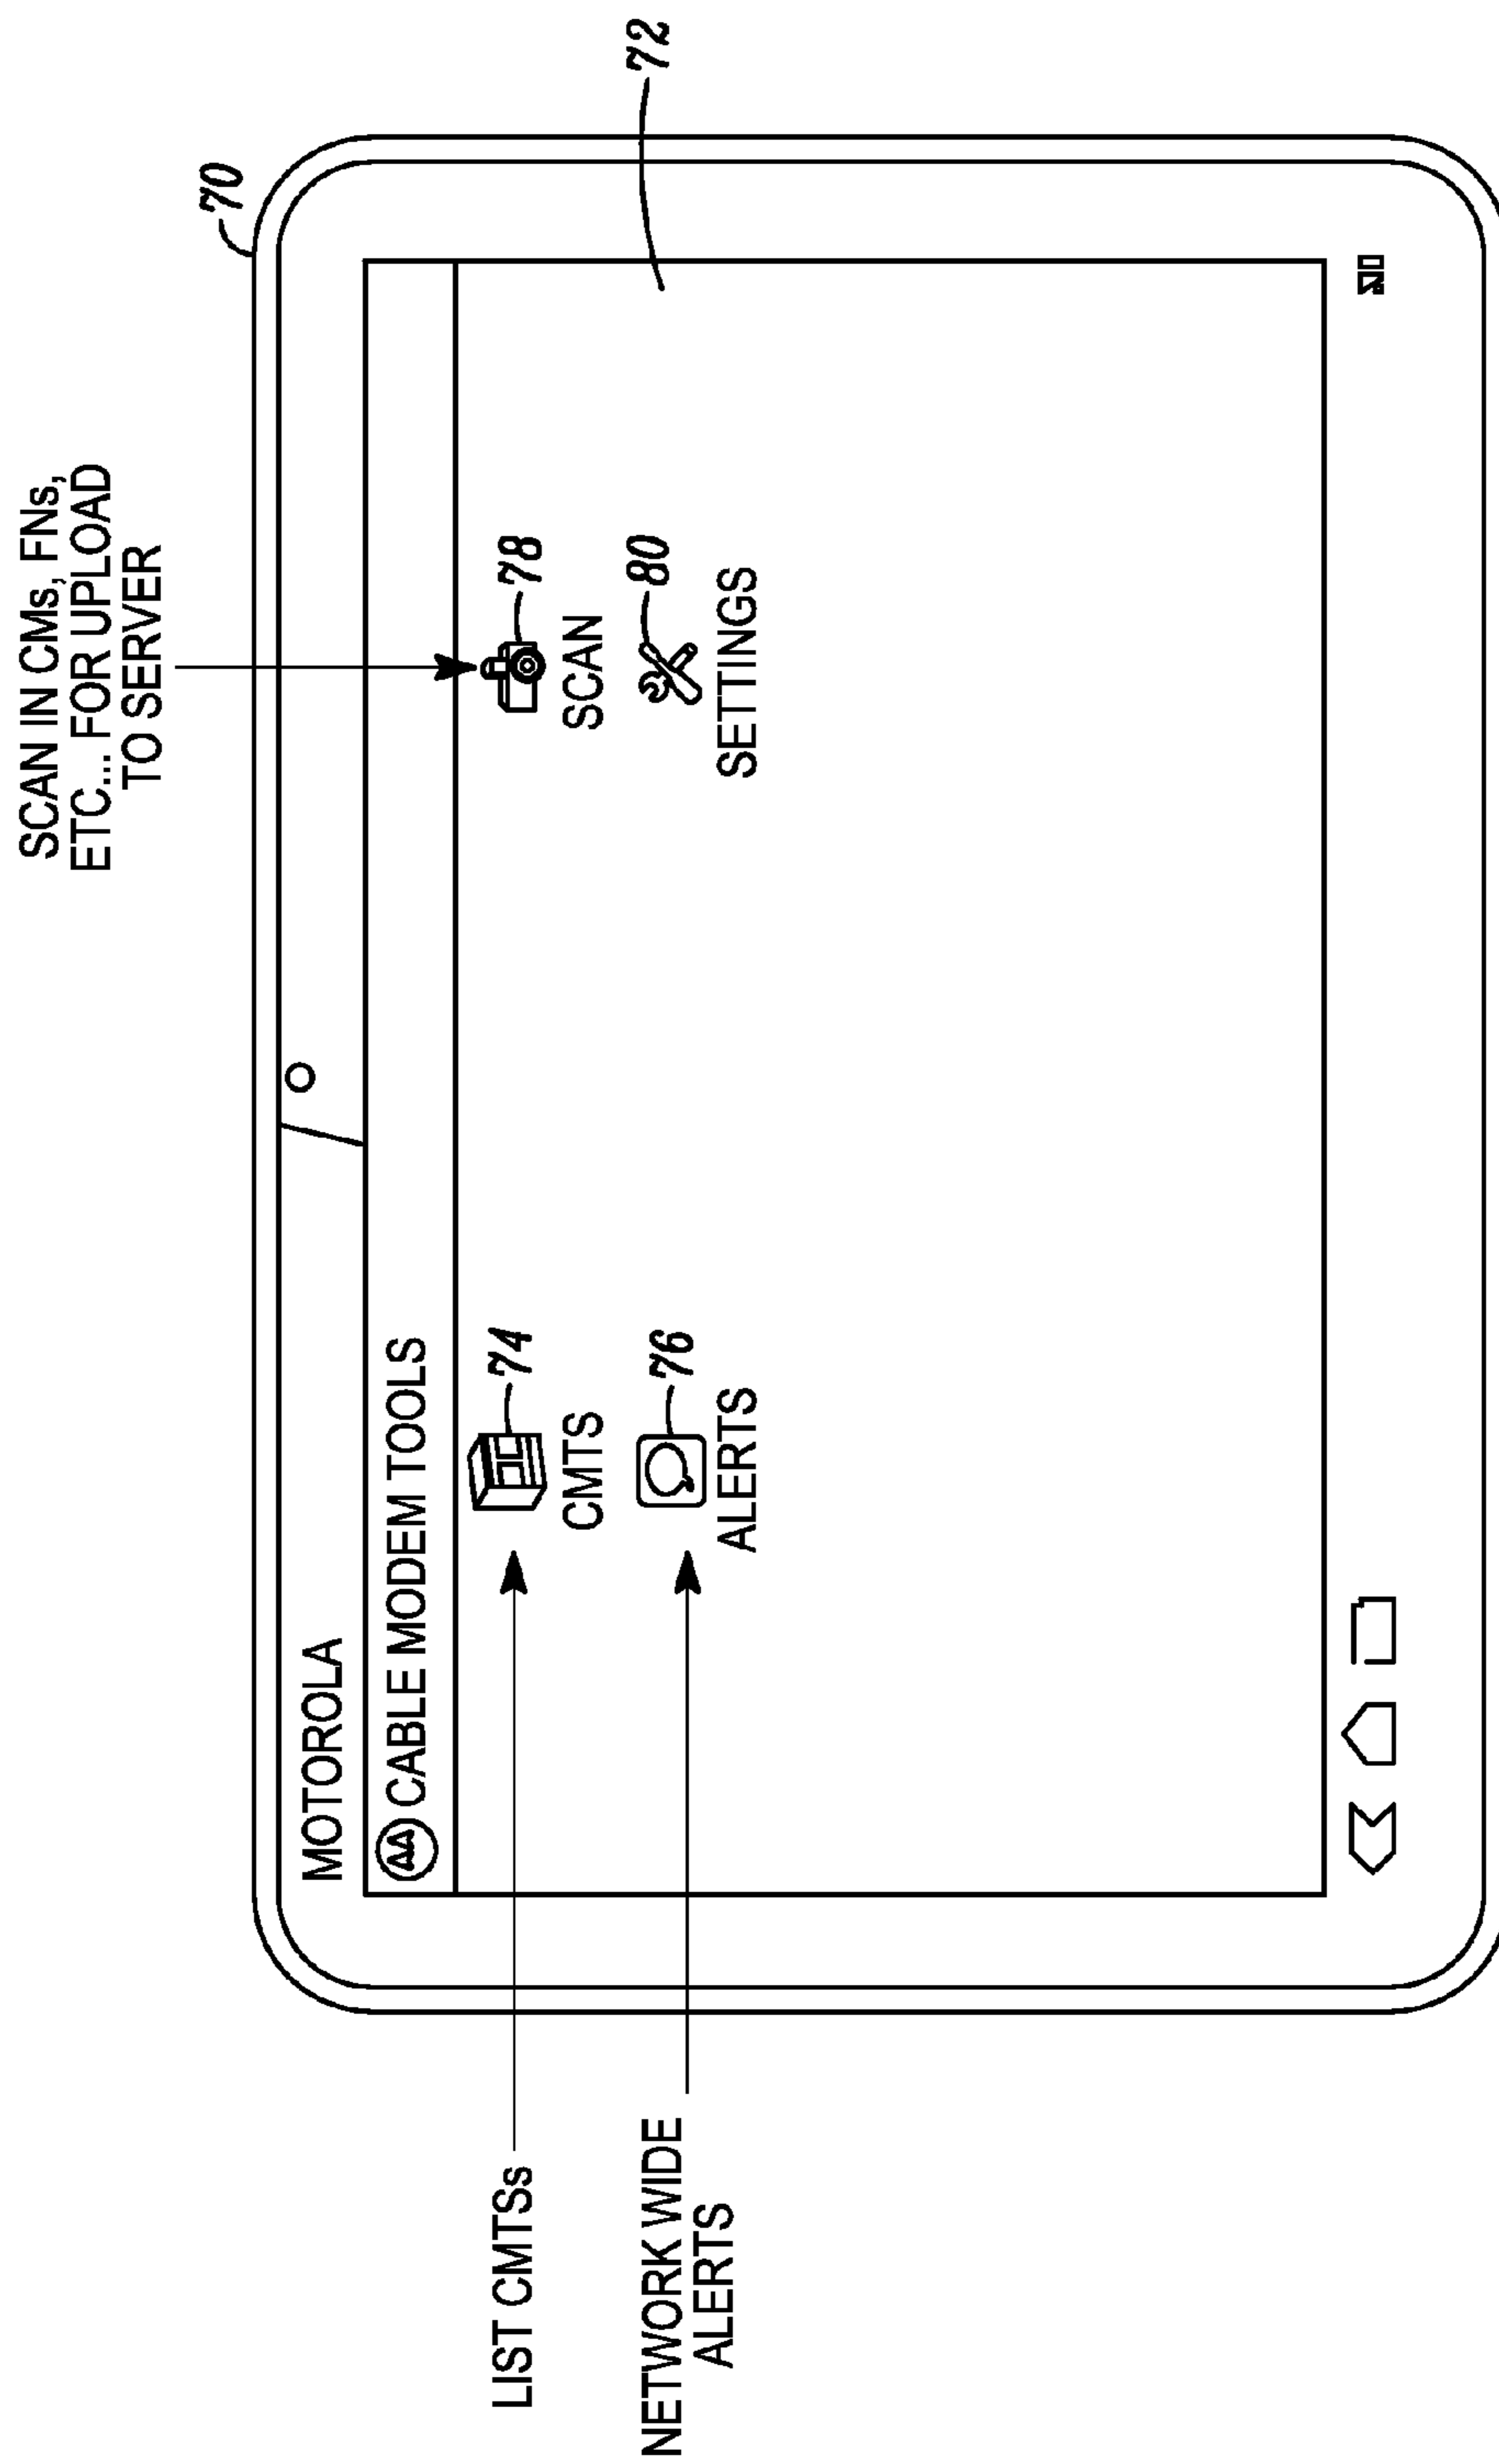 SCAN IN CMs, FNs,
ETC... FOR UPLOAD
TO SERVER
70
MOTOROLA
CABLE MODEM TOOLS
72
LIST CMTSs
74
CMTS
78
SCAN
NETWORK WIDE
ALERTS
76
ALERTS
80
SETTINGS